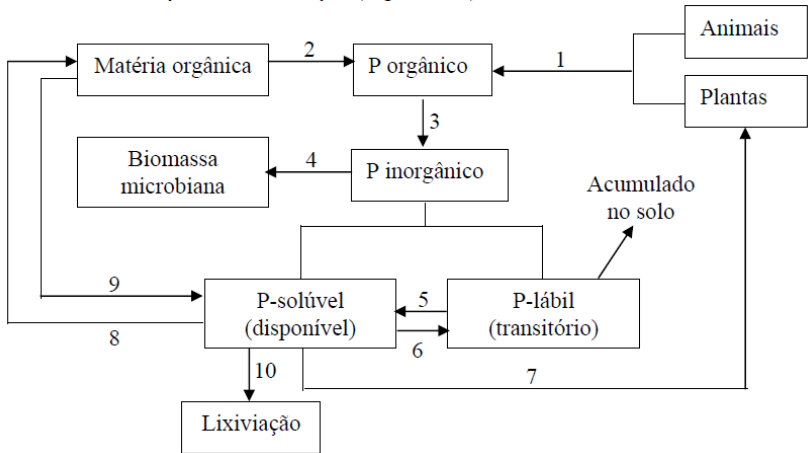 Animais
Matéria orgânica
2
P orgânico
1
Plantas
3
Biomassa
microbiana
4
P inorgânico
Acumulado
no solo
9
P-solúvel
(disponível)
5
P-lábil
(transitório)
8
6
10
7
Lixiviação